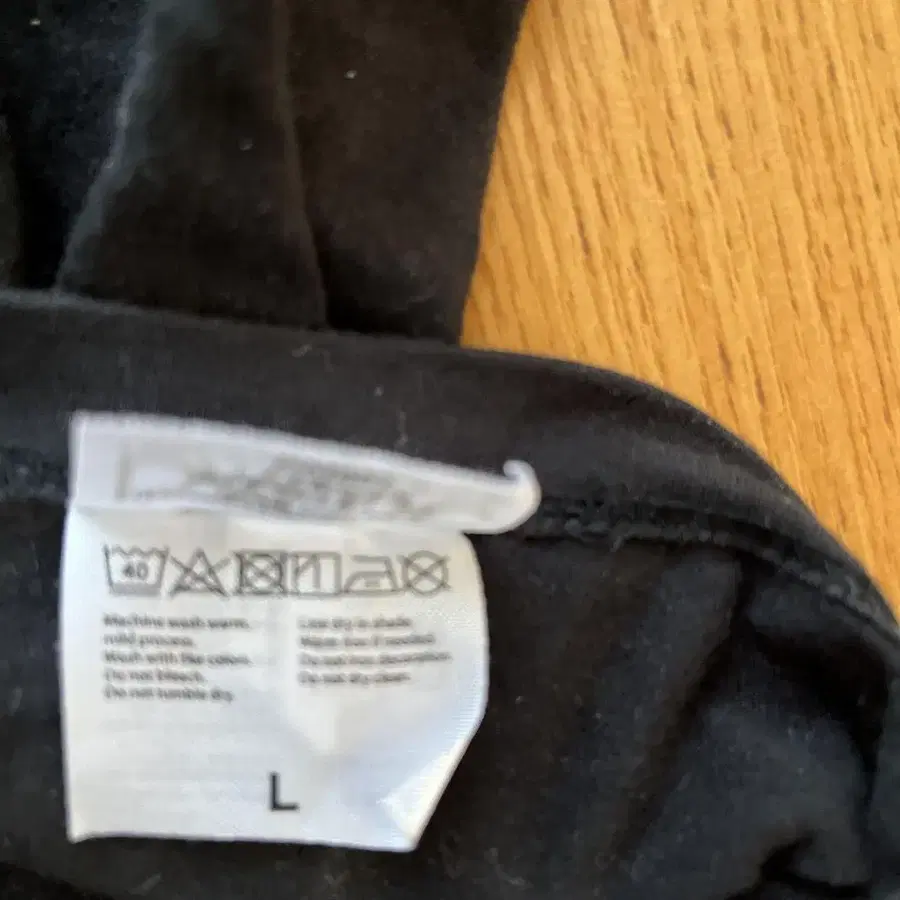 40
Machine wash warm,
mild process.
Wash with like colors.
Do not bleach.
Do not tumble dry.
Line dry in shade.
Warm iron if needed.
Do not iron decoration.
Do not dry clean.
L